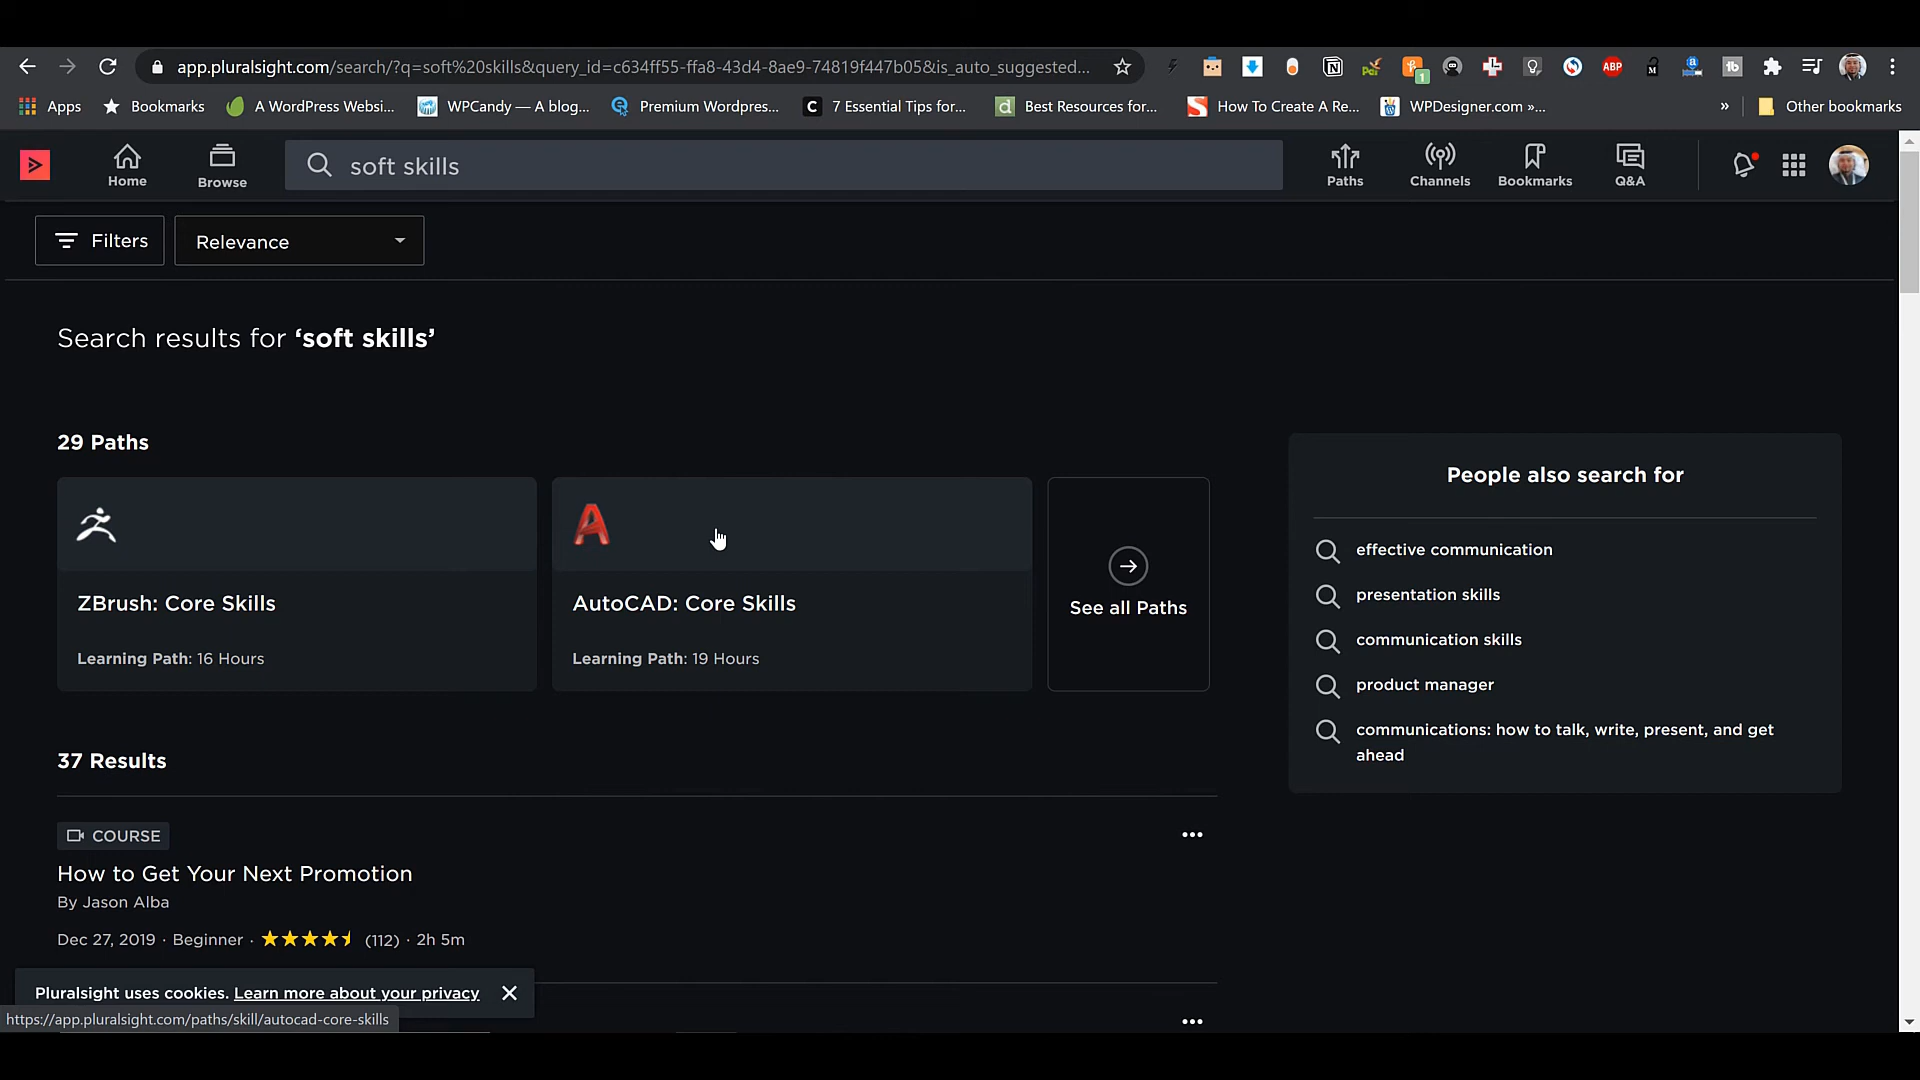 app.pluralsight.com/search/?q=soft%20skills&query_id=c634ff55-ffa8-43d4-8ae9-74819f447b05&is_auto_suggested...
Apps
Bookmarks
A WordPress Websi...
WPCandy — A blog...
Premium Wordpres...
7 Essential Tips for...
Best Resources for...
How To Create A Re...
WPDesigner.com »...
»
Other bookmarks
Home
Browse
soft skills
Paths
Channels
Bookmarks
Q&A
Filters
Relevance
Search results for ‘soft skills’
29 Paths
ZBrush: Core Skills
Learning Path: 16 Hours
AutoCAD: Core Skills
Learning Path: 19 Hours
See all Paths
People also search for
effective communication
presentation skills
communication skills
product manager
communications: how to talk, write, present, and get
ahead
37 Results
COURSE
How to Get Your Next Promotion
By Jason Alba
Dec 27, 2019 · Beginner · (112) · 2h 5m
Pluralsight uses cookies. Learn more about your privacy
https://app.pluralsight.com/paths/skill/autocad-core-skills